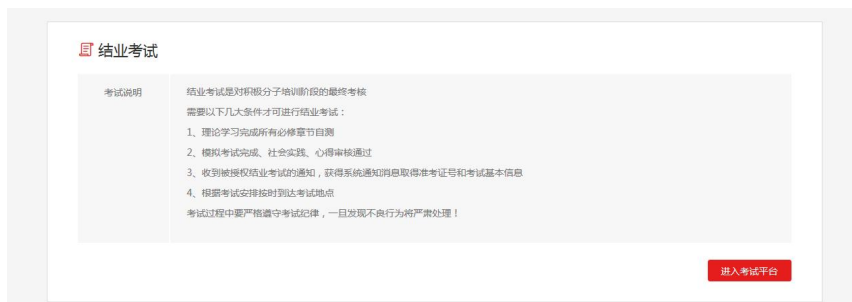 结业考试
考试说明
结业考试是对积极分子培训阶段的最终考核
需要以下几大条件才可进行结业考试：
1、理论学习完成所有必修章节自测
2、模拟考试完成、社会实践、心得审核通过
3、收到被授权结业考试的通知，获得系统通知消息取得准考证号和考试基本信息
4、根据考试安排按时到达考试地点
考试过程中要严格遵守考试纪律，一旦发现不良行为将严肃处理！
进入考试平台